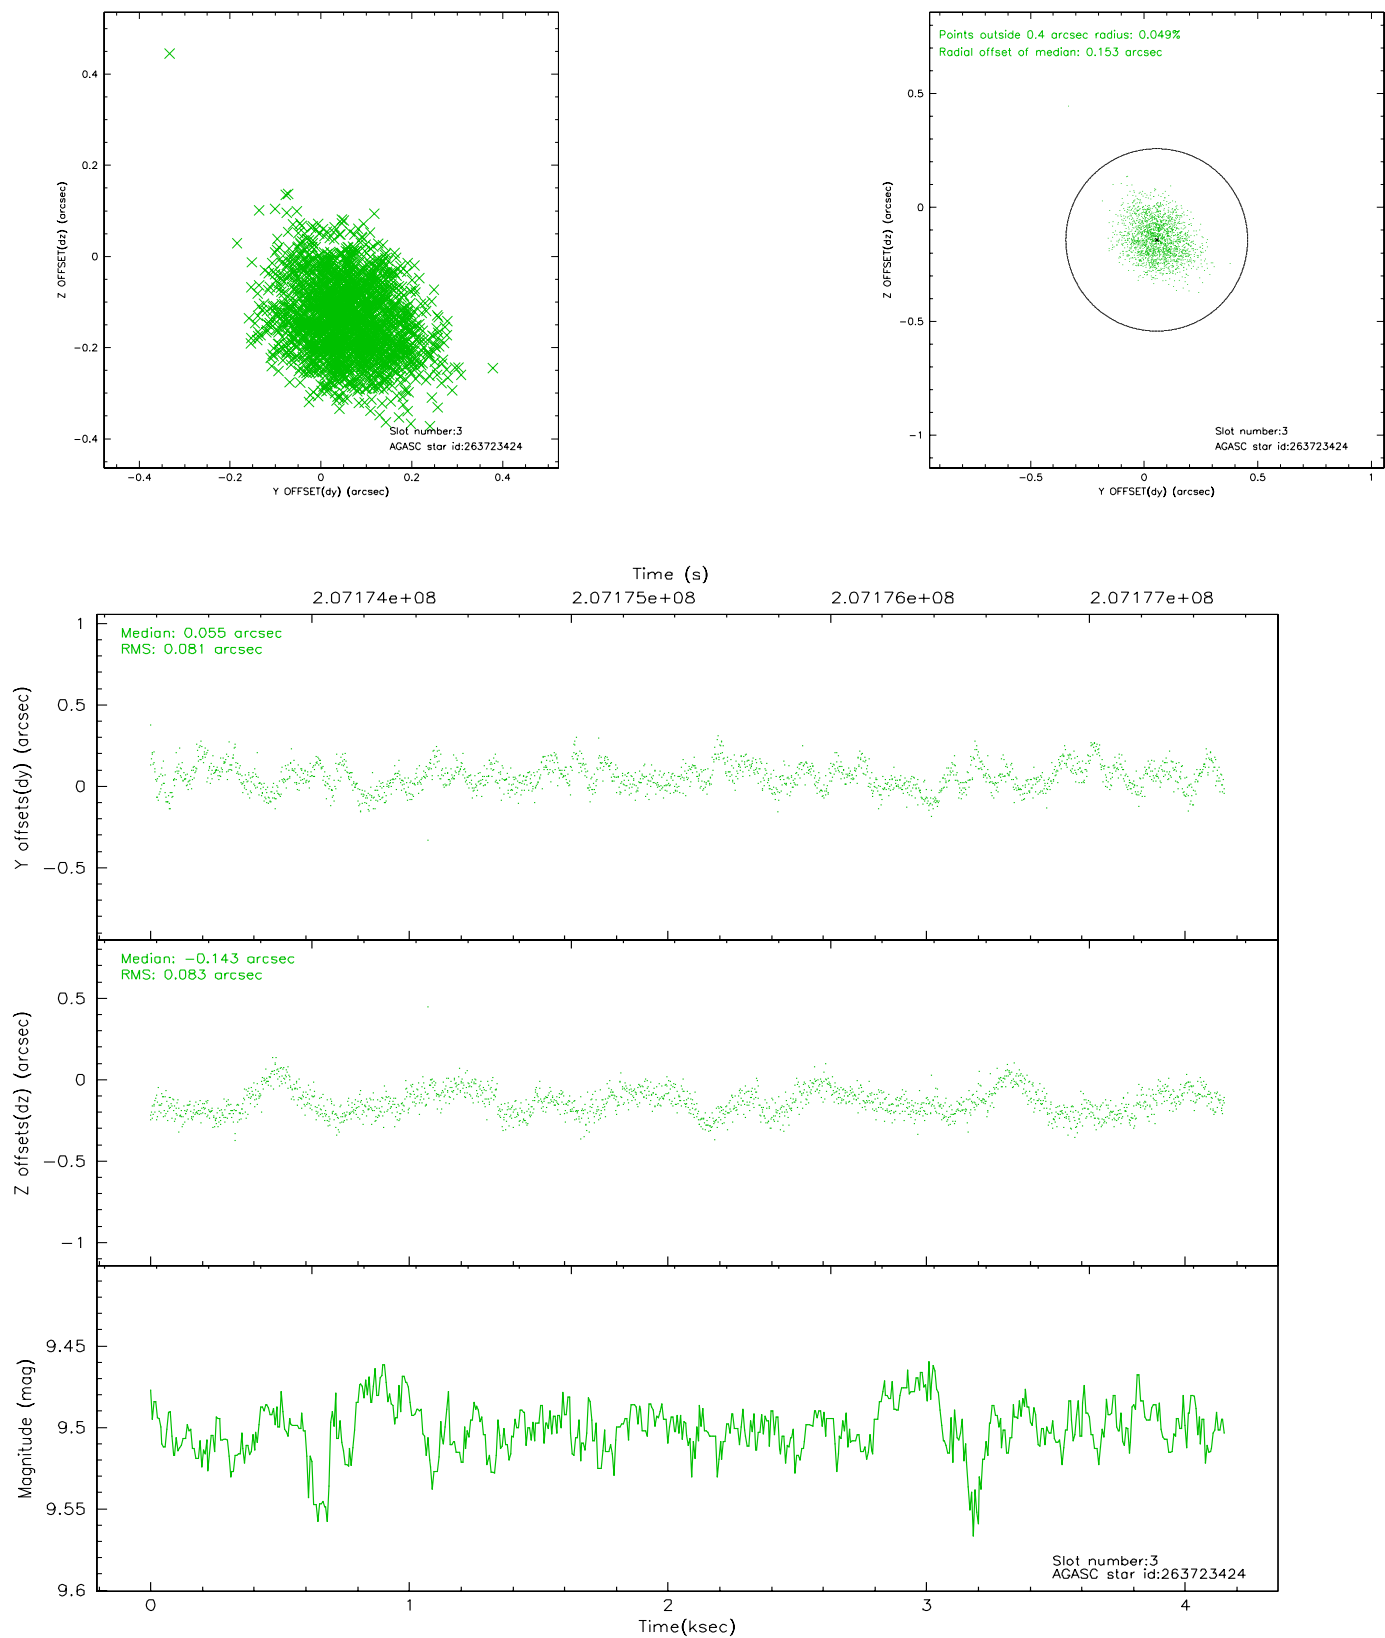 0.4
0.2
0
-0.2
-0.4
Z OFFSET(dz) (arcsec)
Slot number:3
AGASC star id:263723424
-0.4 -0.2 0 0.2 0.4
Y OFFSET(dy) (arcsec)
Points outside 0.4 arcsec radius: 0.049%
Radial offset of median: 0.153 arcsec
0.5
0
-0.5
-1
Z OFFSET(dz) (arcsec)
Slot number:3
AGASC star id:263723424
-0.5 0 0.5 1
Y OFFSET(dy) (arcsec)
Time (s)
2.07174e+08 2.07175e+08 2.07176e+08 2.07177e+08
Median: 0.055 arcsec
RMS: 0.081 arcsec
1
0.5
0
-0.5
Y offsets(dy) (arcsec)
Median: -0.143 arcsec
RMS: 0.083 arcsec
0.5
0
-0.5
-1
Z offsets(dz) (arcsec)
9.45
9.5
9.55
9.6
Magnitude (mag)
Slot number:3
AGASC star id:263723424
0 1 2 3 4
Time(ksec)